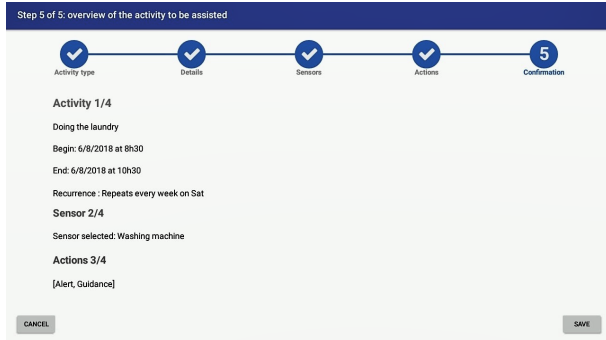 Step 5 of 5: overview of the activity to be assisted
5
Activity type
Details
Sensors
Actions
Confirmation
Activity 1/4
Doing the laundry
Begin: 6/8/2018 at 8h30
End: 6/8/2018 at 10h30
Recurrence : Repeats every week on Sat
Sensor 2/4
Sensor selected: Washing machine
Actions 3/4
[Alert, Guidance]
CANCEL
SAVE